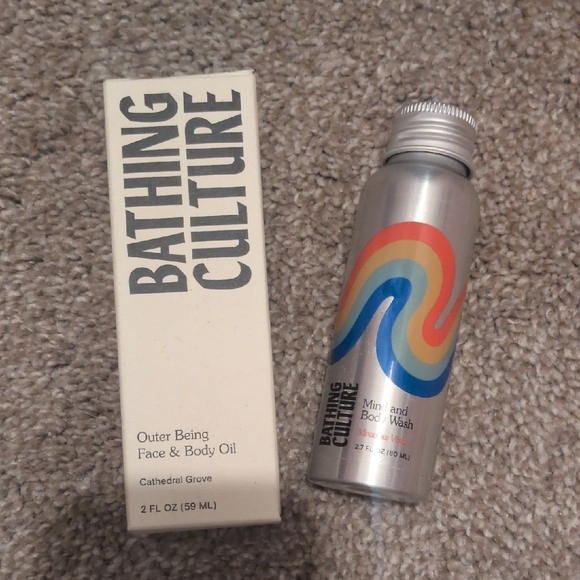 BATHING
CULTURE
Outer Being
Face & Body Oil
Cathedral Grove
2 FL OZ (59 ML)
BATHING
CULTURE
Mind and
Body Wash
2.7 FL OZ (80 ML)